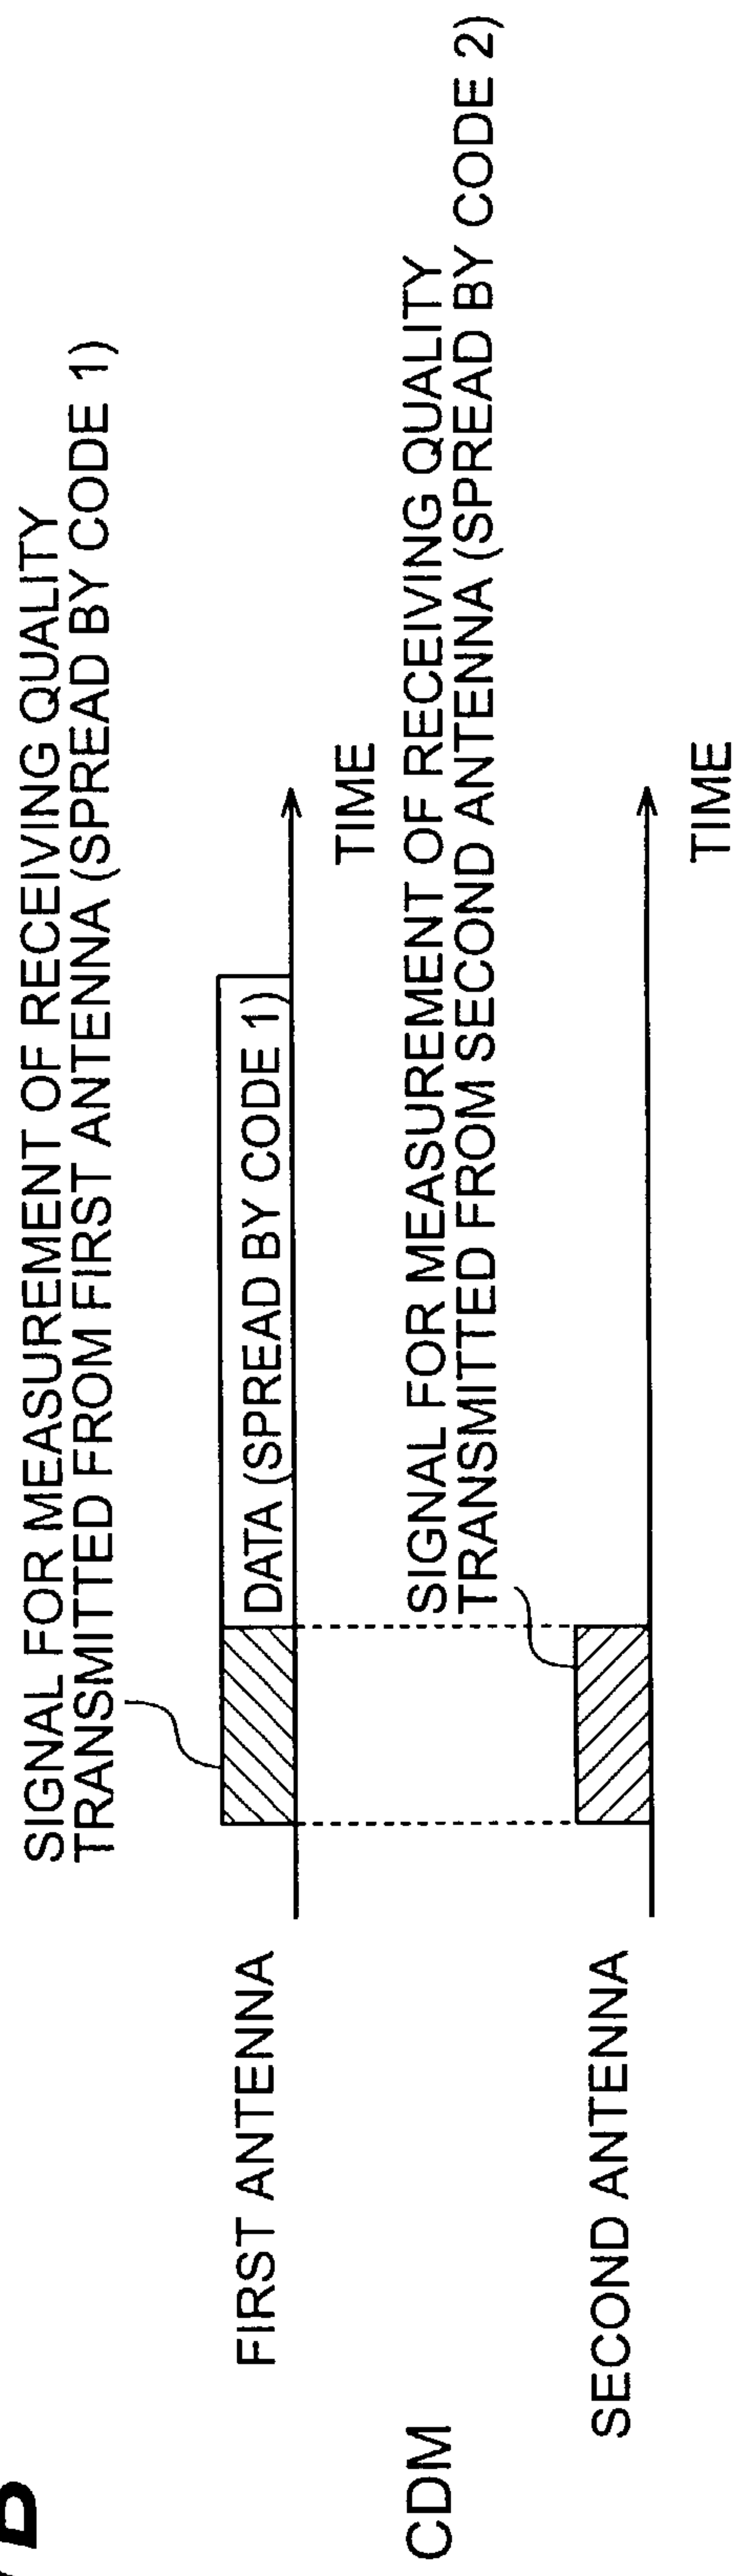 SIGNAL FOR MEASUREMENT OF RECEIVING QUALITY
TRANSMITTED FROM FIRST ANTENNA (SPREAD BY CODE 1)
FIRST ANTENNA
DATA (SPREAD BY CODE 1)
TIME
CDM
SIGNAL FOR MEASUREMENT OF RECEIVING QUALITY
TRANSMITTED FROM SECOND ANTENNA (SPREAD BY CODE 2)
SECOND ANTENNA
TIME